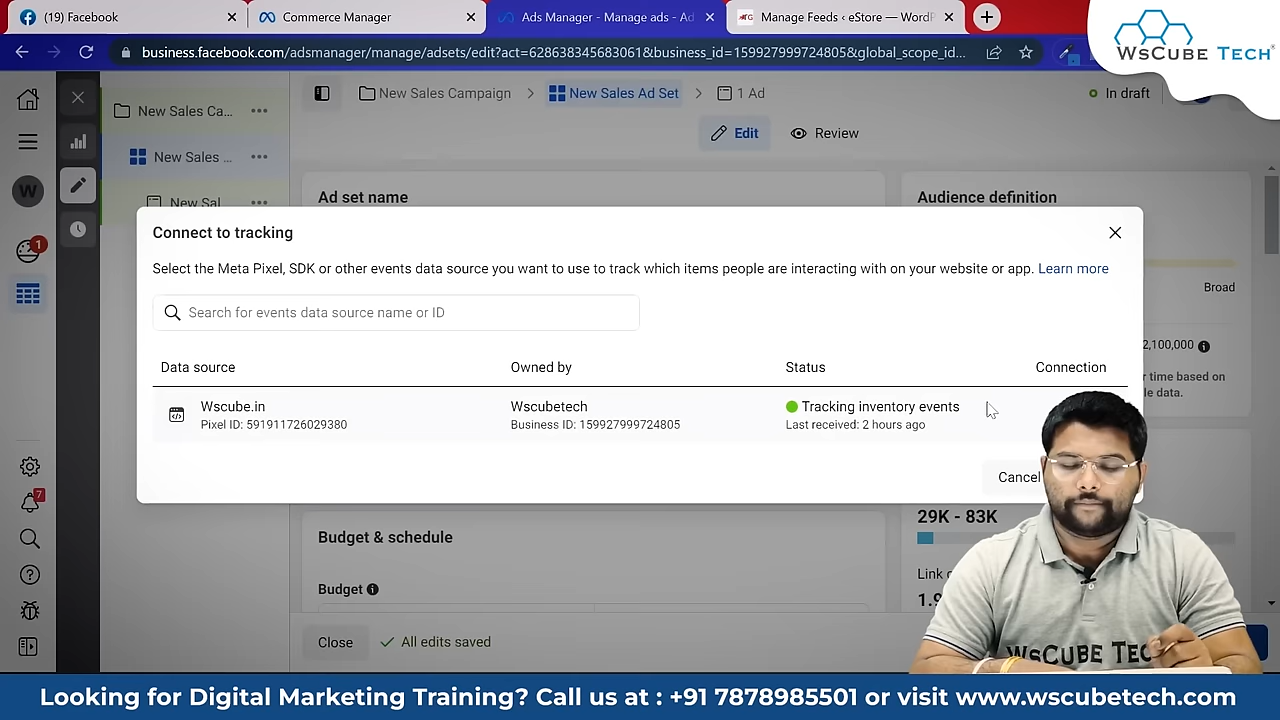 (19) Facebook
Commerce Manager
Ads Manager - Manage ads - Ad
Manage Feeds ‹ eStore — WordP
business.facebook.com/adsmanager/manage/adsets/edit?act=628638345683061&business_id=159927999724805&global_scope_id...
WsCUBE TECH
New Sales Ca...
New Sales Campaign
New Sales Ad Set
1 Ad
In draft
Edit
Review
New Sales ...
W
New Sal
Ad set name
Audience definition
1
Connect to tracking
Select the Meta Pixel, SDK or other events data source you want to use to track which items people are interacting with on your website or app. Learn more
Search for events data source name or ID
Broad
2,100,000
Data source
Owned by
Status
Connection
r time based on
le data.
Wscube.in
Wscubetech
Tracking inventory events
Pixel ID: 591911726029380
Business ID: 159927999724805
Last received: 2 hours ago
Cancel
7
29K - 83K
Budget & schedule
Link
Budget
1.9
Close
All edits saved
WsCUBE TEC
Looking for Digital Marketing Training? Call us at : +91 7878985501 or visit www.wscubetech.com